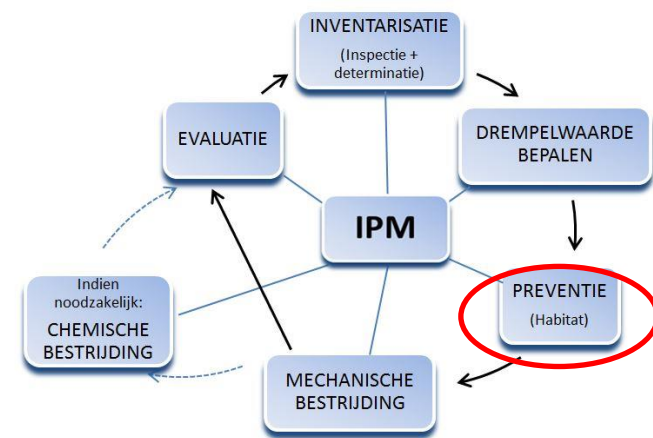 INVENTARISATIE
(Inspectie +
determinatie)
DREMPELWAARDE
BEPALEN
PREVENTIE
(Habitat)
MECHANISCHE
BESTRIJDING
Indien
noodzakelijk:
CHEMISCHE
BESTRIJDING
EVALUATIE
IPM